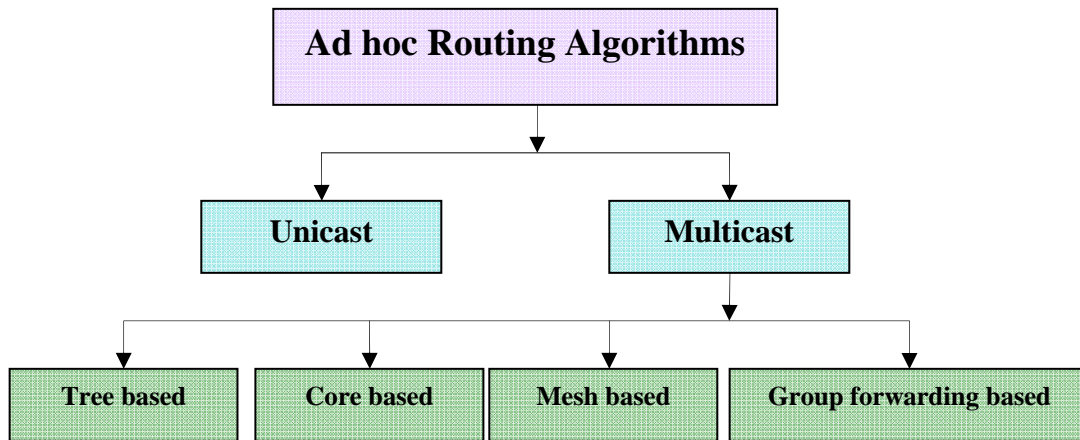 Ad hoc Routing Algorithms
Unicast
Multicast
Tree based
Core based
Mesh based
Group forwarding based